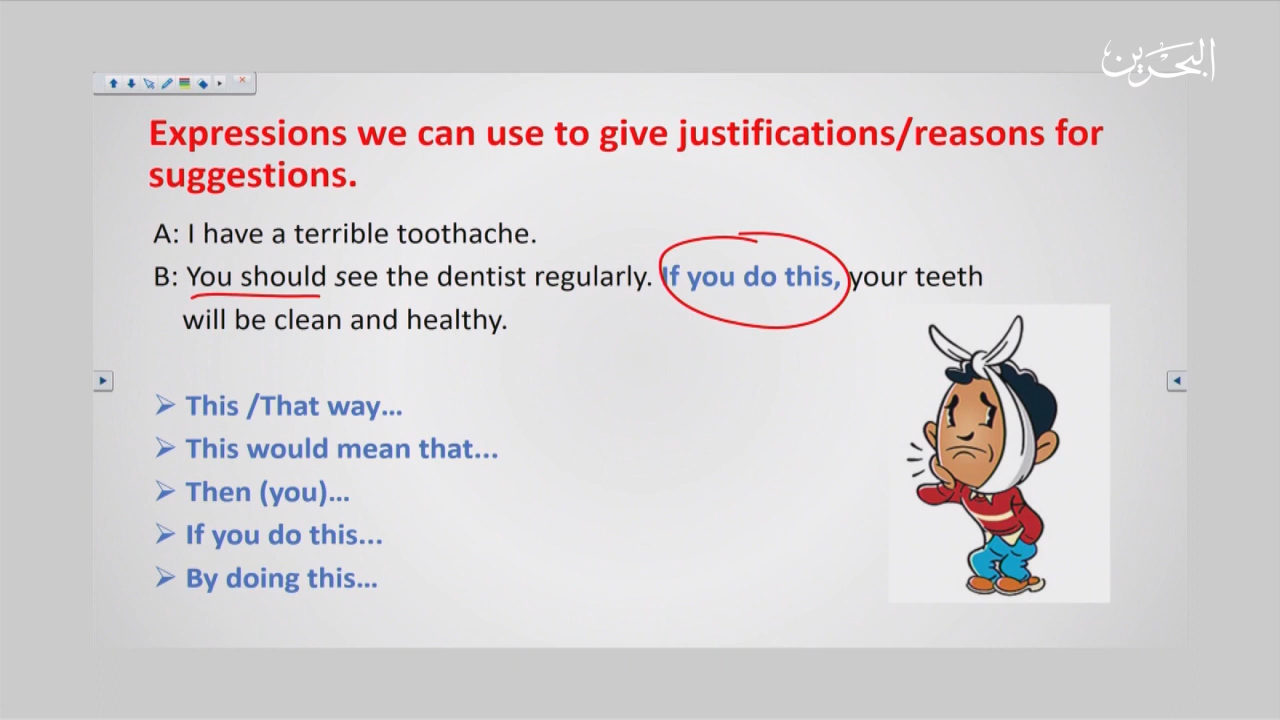 البحرين
Expressions we can use to give justifications/reasons for
suggestions.
A: I have a terrible toothache.
B: You should see the dentist regularly. If you do this, your teeth
will be clean and healthy.
➢ This /That way...
➢ This would mean that...
➢ Then (you)...
➢ If you do this...
➢ By doing this...